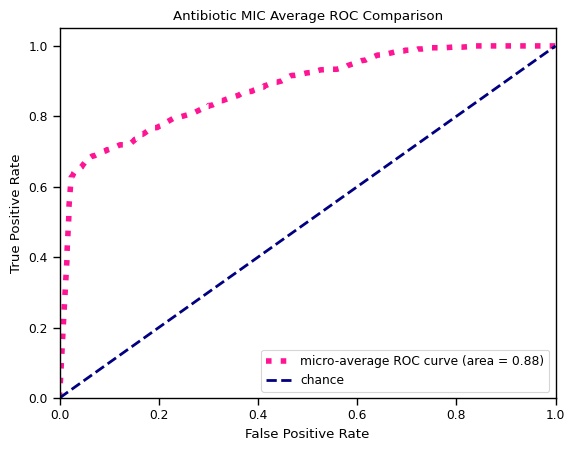 Antibiotic MIC Average ROC Comparison
1.0
0.8
0.6
0.4
0.2
0.0
True Positive Rate
micro-average ROC curve (area = 0.88)
chance
0.0 0.2 0.4 0.6 0.8 1.0
False Positive Rate